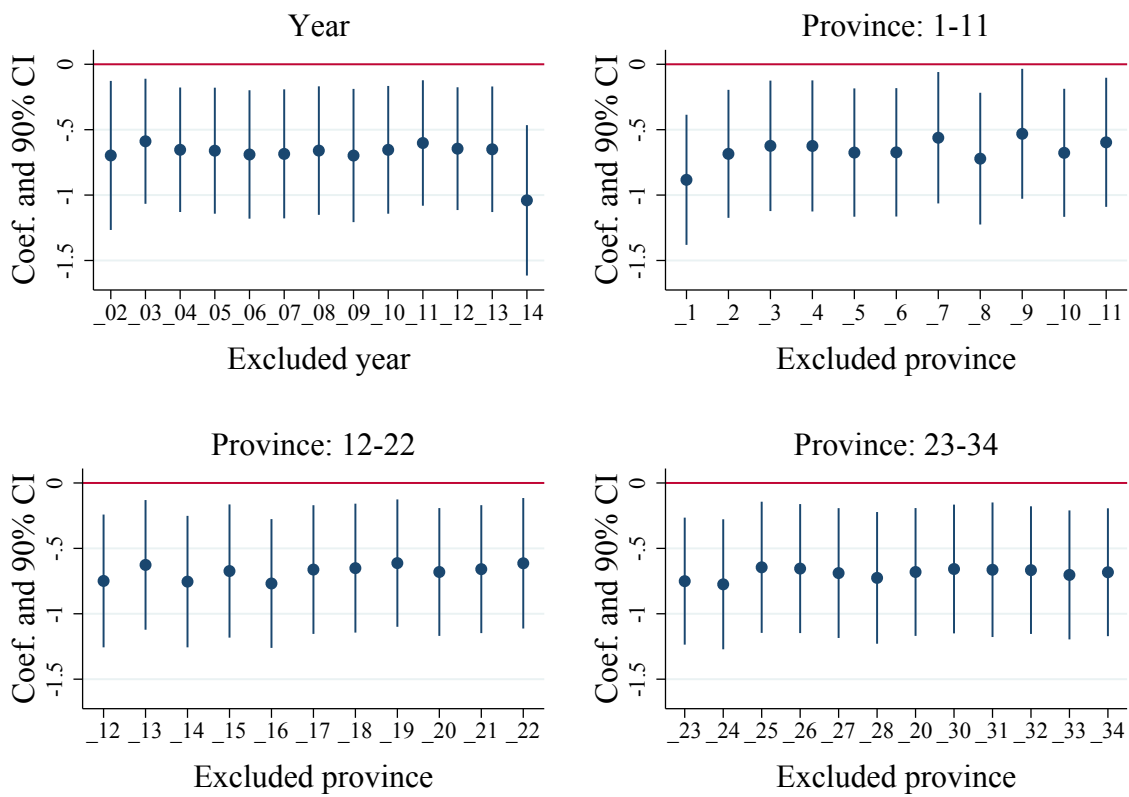 Year
Coef. and 90% CI
0
-.5
-1
-1.5
_02 _03 _04 _05 _06 _07 _08 _09 _10 _11 _12 _13 _14
Excluded year
Province: 1-11
Coef. and 90% CI
0
-.5
-1
-1.5
_1 _2 _3 _4 _5 _6 _7 _8 _9 _10 _11
Excluded province
Province: 12-22
Coef. and 90% CI
0
-.5
-1
-1.5
_12 _13 _14 _15 _16 _17 _18 _19 _20 _21 _22
Excluded province
Province: 23-34
Coef. and 90% CI
0
-.5
-1
-1.5
_23 _24 _25 _26 _27 _28 _20 _30 _31 _32 _33 _34
Excluded province